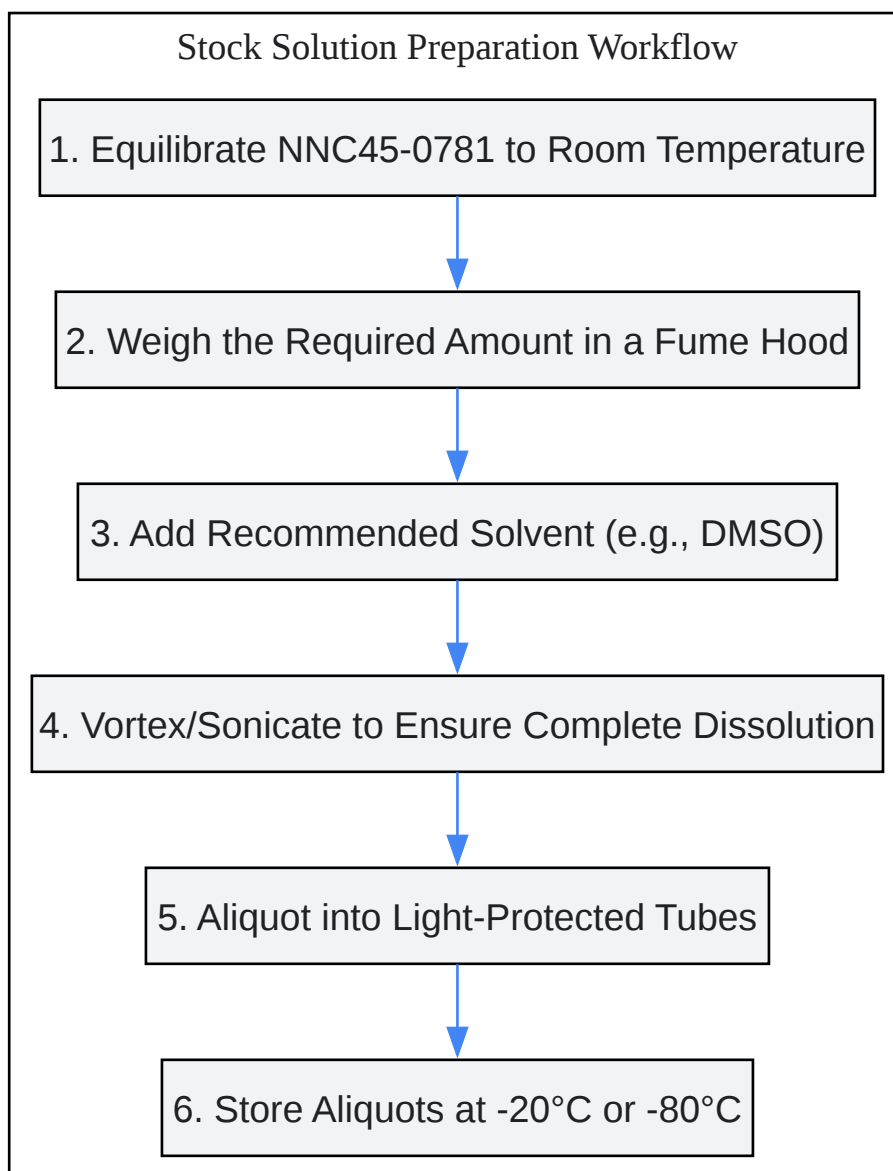 Stock Solution Preparation Workflow
1. Equilibrate NNC45-0781 to Room Temperature
2. Weigh the Required Amount in a Fume Hood
3. Add Recommended Solvent (e.g., DMSO)
4. Vortex/Sonicate to Ensure Complete Dissolution
5. Aliquot into Light-Protected Tubes
6. Store Aliquots at -20°C or -80°C